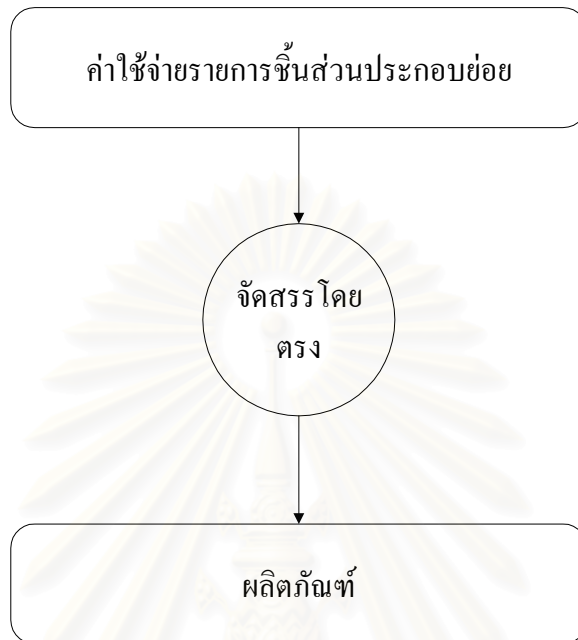 ค่าใช้จ่ายรายการชิ้นส่วนประกอบย่อย
จัดสรรโดย
ตรง
ผลิตภัณฑ์